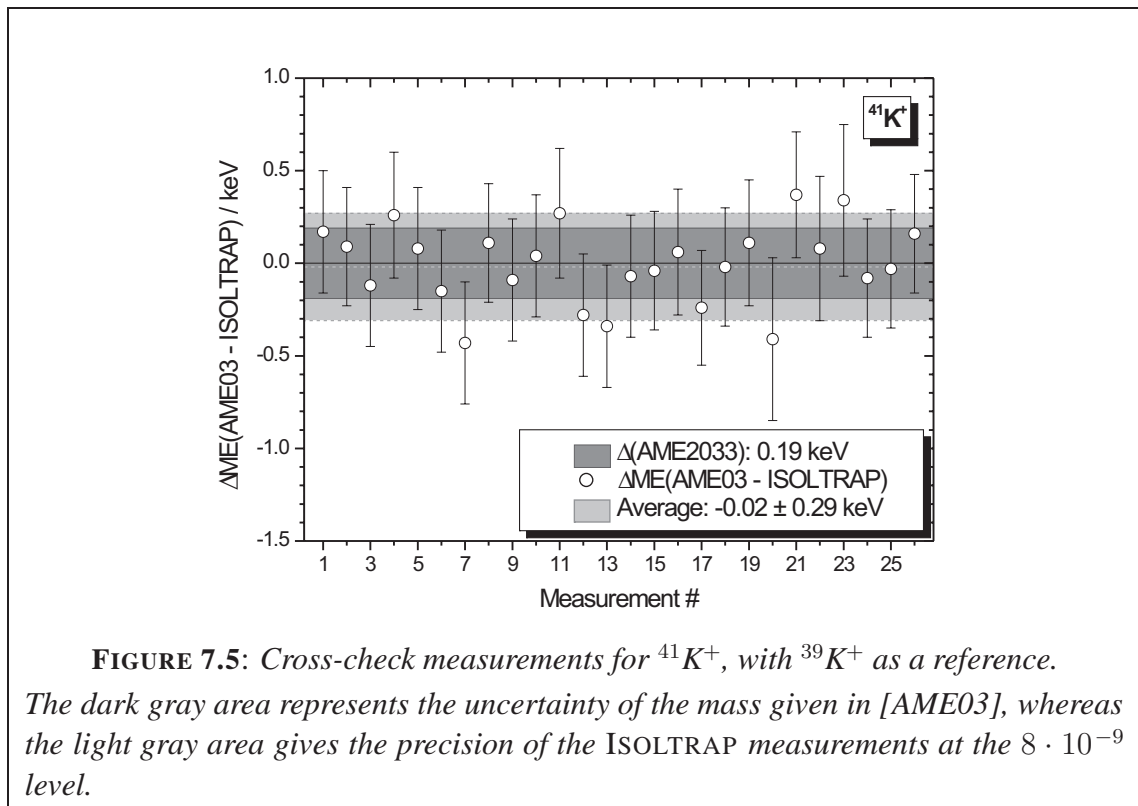 1.0
0.5
0.0
-0.5
-1.0
-1.5
ΔME(AME03 - ISOLTRAP) / keV
⁴¹K⁺
Δ(AME2033): 0.19 keV
ΔME(AME03 - ISOLTRAP)
Average: -0.02 ± 0.29 keV
1 3 5 7 9 11 13 15 17 19 21 23 25
Measurement #
FIGURE 7.5: Cross-check measurements for ⁴¹K⁺, with ³⁹K⁺ as a reference.
The dark gray area represents the uncertainty of the mass given in [AME03], whereas
the light gray area gives the precision of the ISOLTRAP measurements at the 8 · 10⁻⁹
level.